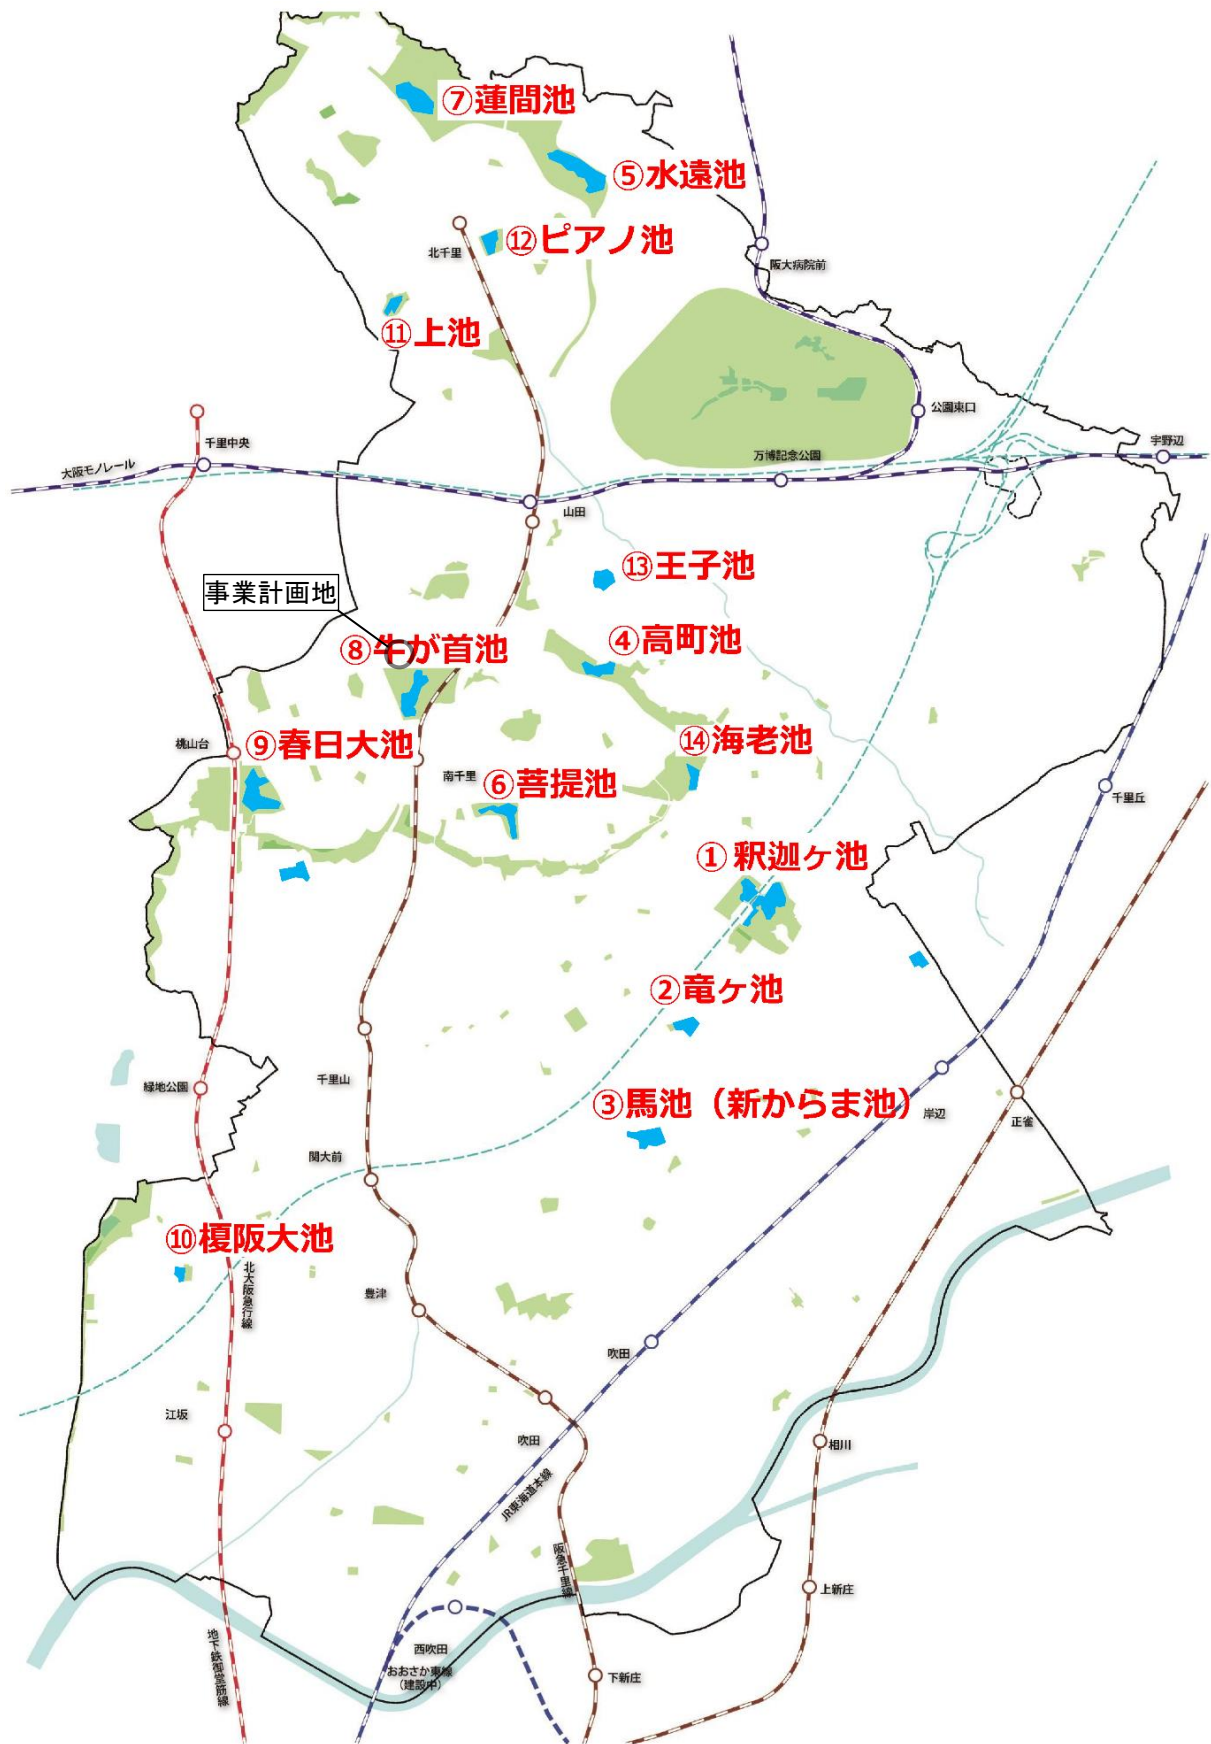 ⑦蓮間池
⑤水遠池
⑫ピアノ池
北千里
阪大病院前
⑪上池
公園東口
千里中央
宇野辺
大阪モノレール
万博記念公園
山田
⑬王子池
事業計画地
④高町池
⑧牛が首池
⑭海老池
桃山台
⑨春日大池
南千里
⑥菩提池
千里丘
①釈迦ヶ池
②竜ヶ池
千里山
緑地公園
③馬池（新からま池）
岸辺
正雀
関大前
⑩榎阪大池
北大阪急行線
豊津
吹田
江坂
吹田
相川
JR東海道本線
阪急千里線
上新庄
地下鉄御堂筋線
西吹田
おおさか東線
（建設中）
下新庄